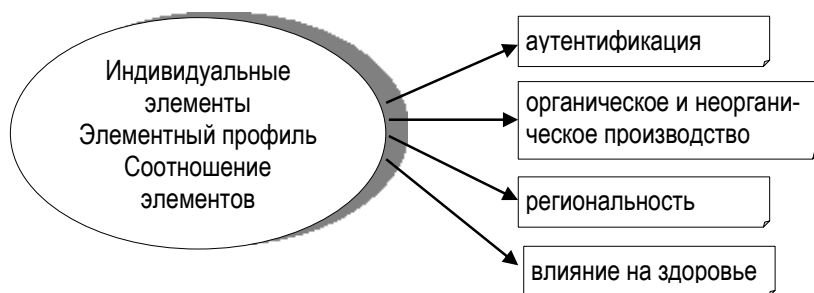 Индивидуальные
элементы
Элементный профиль
Соотношение
элементов
аутентификация
органическое и неоргани-
ческое производство
региональность
влияние на здоровье